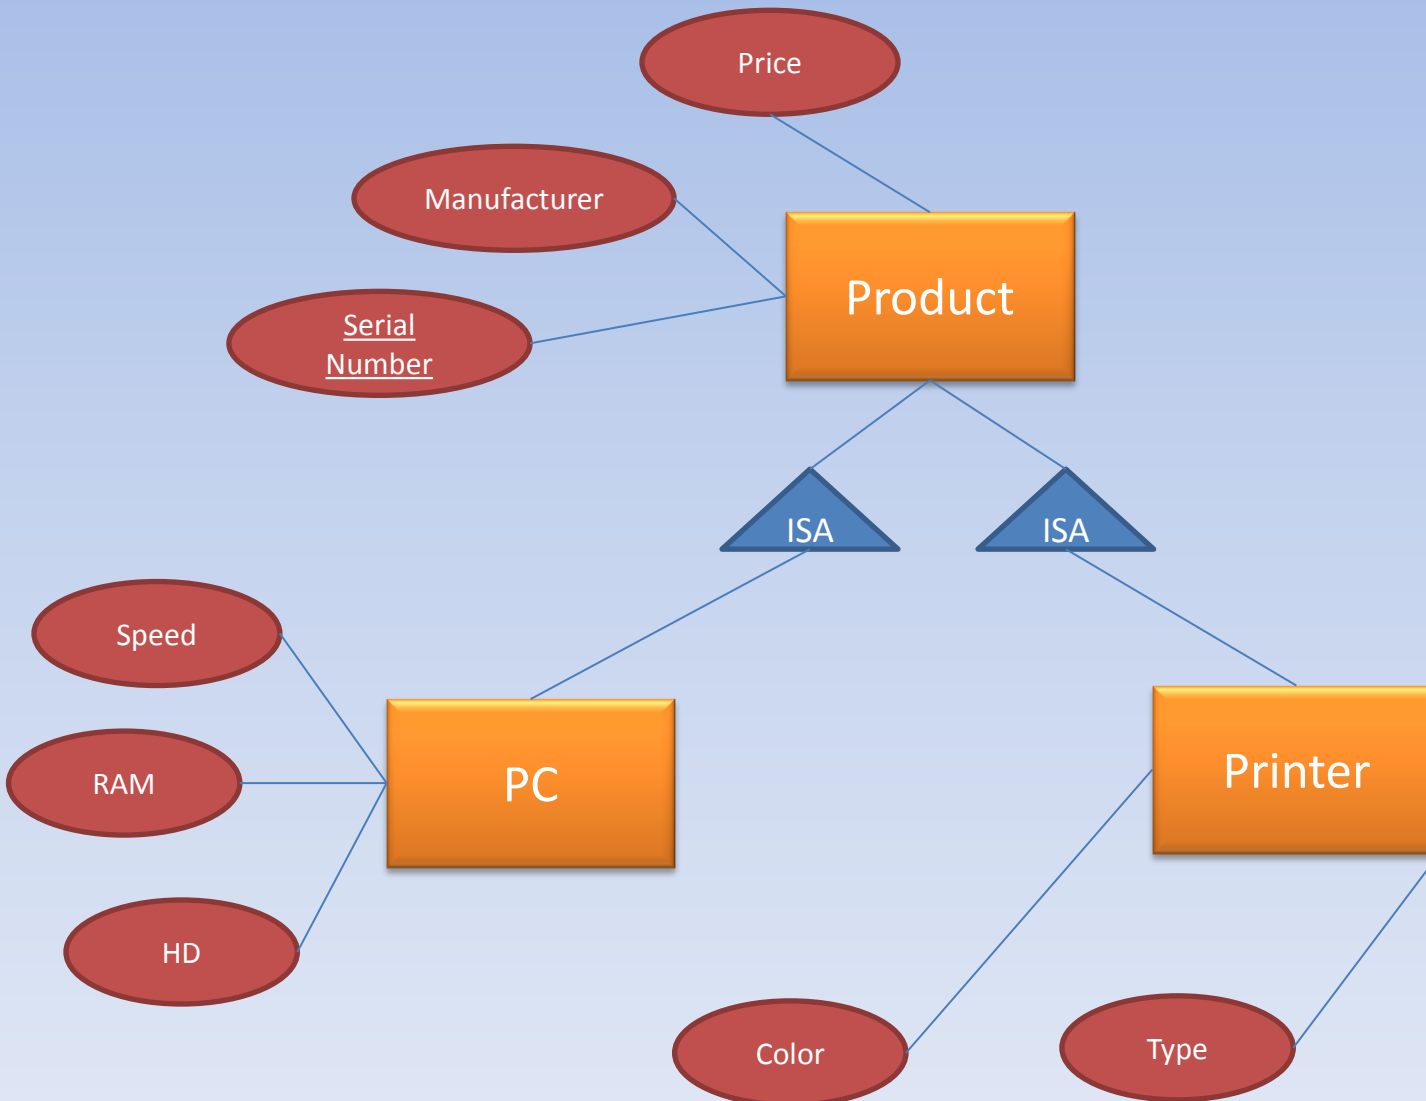 Price
Manufacturer
Product
Serial
Number
ISA
ISA
Speed
RAM
PC
Printer
HD
Color
Type